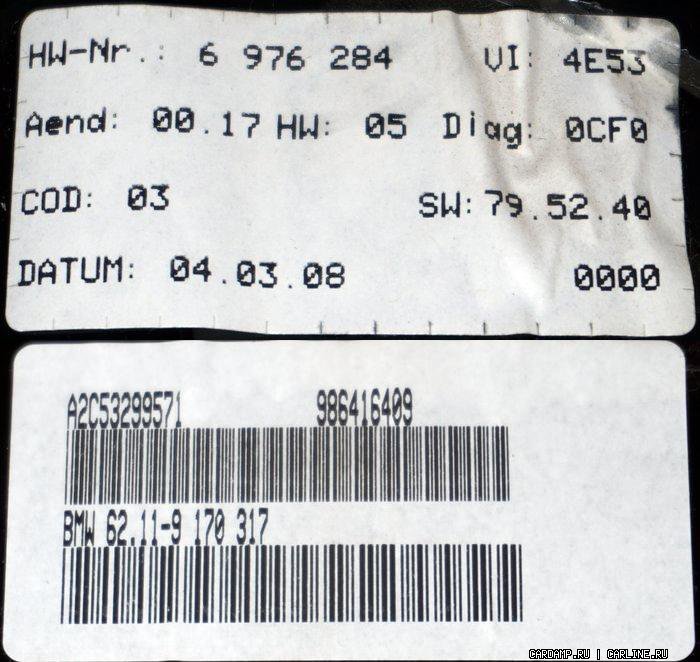 HW-Nr.: 6 976 284 VI: 4E53
Aend: 00.17 HW: 05 Diag: 0CF0
COD: 03 SW: 79.52.40
DATUM: 04.03.08 0000
A2C53299571 986416409
BMW 62.11-9 170 317
CARDAMP.RU | CARLINE.RU